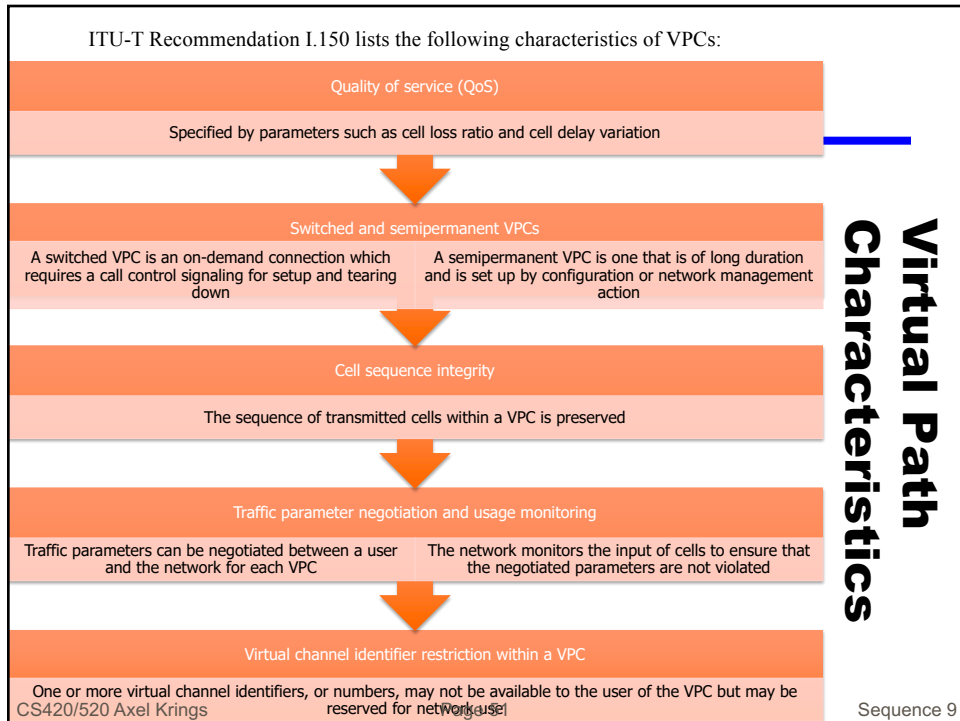 ITU-T Recommendation I.150 lists the following characteristics of VPCs:
Quality of service (QoS)
Specified by parameters such as cell loss ratio and cell delay variation
Switched and semipermanent VPCs
A switched VPC is an on-demand connection which
requires a call control signaling for setup and tearing
down
A semipermanent VPC is one that is of long duration
and is set up by configuration or network management
action
Cell sequence integrity
The sequence of transmitted cells within a VPC is preserved
Traffic parameter negotiation and usage monitoring
Traffic parameters can be negotiated between a user
and the network for each VPC
The network monitors the input of cells to ensure that
the negotiated parameters are not violated
Virtual channel identifier restriction within a VPC
One or more virtual channel identifiers, or numbers, may not be available to the user of the VPC but may be
reserved for network use
Virtual Path
Characteristics
CS420/520 Axel Krings
Page 51
Sequence 9